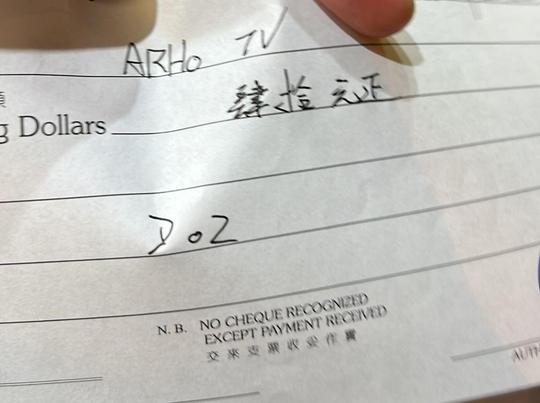 ARHo TV
肆拾元正
g Dollars
N. B. NO CHEQUE RECOGNIZED
EXCEPT PAYMENT RECEIVED
交來支票收妥作實
AUTH